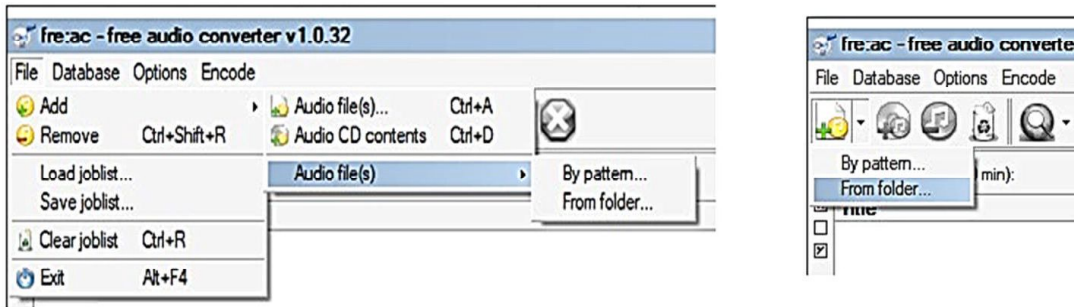 fre:ac - free audio converter v1.0.32
File Database Options Encode
Add
Audio file(s)... Ctrl+A
Remove Ctrl+Shift+R
Audio CD contents Ctrl+D
Load joblist...
Audio file(s)
By pattern...
Save joblist...
From folder...
Clear joblist Ctrl+R
Exit Alt+F4
fre:ac - free audio converte
File Database Options Encode
By pattern...
min):
From folder...
Title